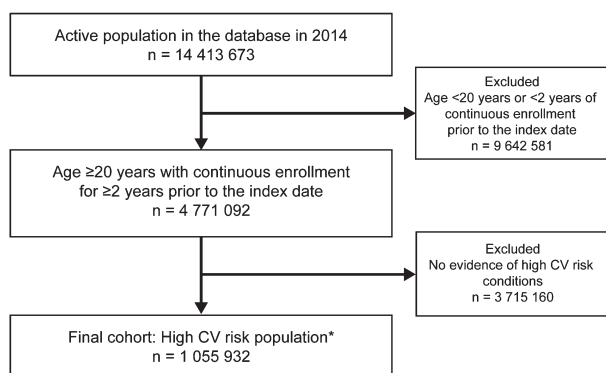 Active population in the database in 2014
n = 14 413 673
Excluded
Age <20 years or <2 years of
continuous enrollment
prior to the index date
n = 9 642 581
Age ≥20 years with continuous enrollment
for ≥2 years prior to the index date
n = 4 771 092
Excluded
No evidence of high CV risk
conditions
n = 3 715 160
Final cohort: High CV risk population*
n = 1 055 932